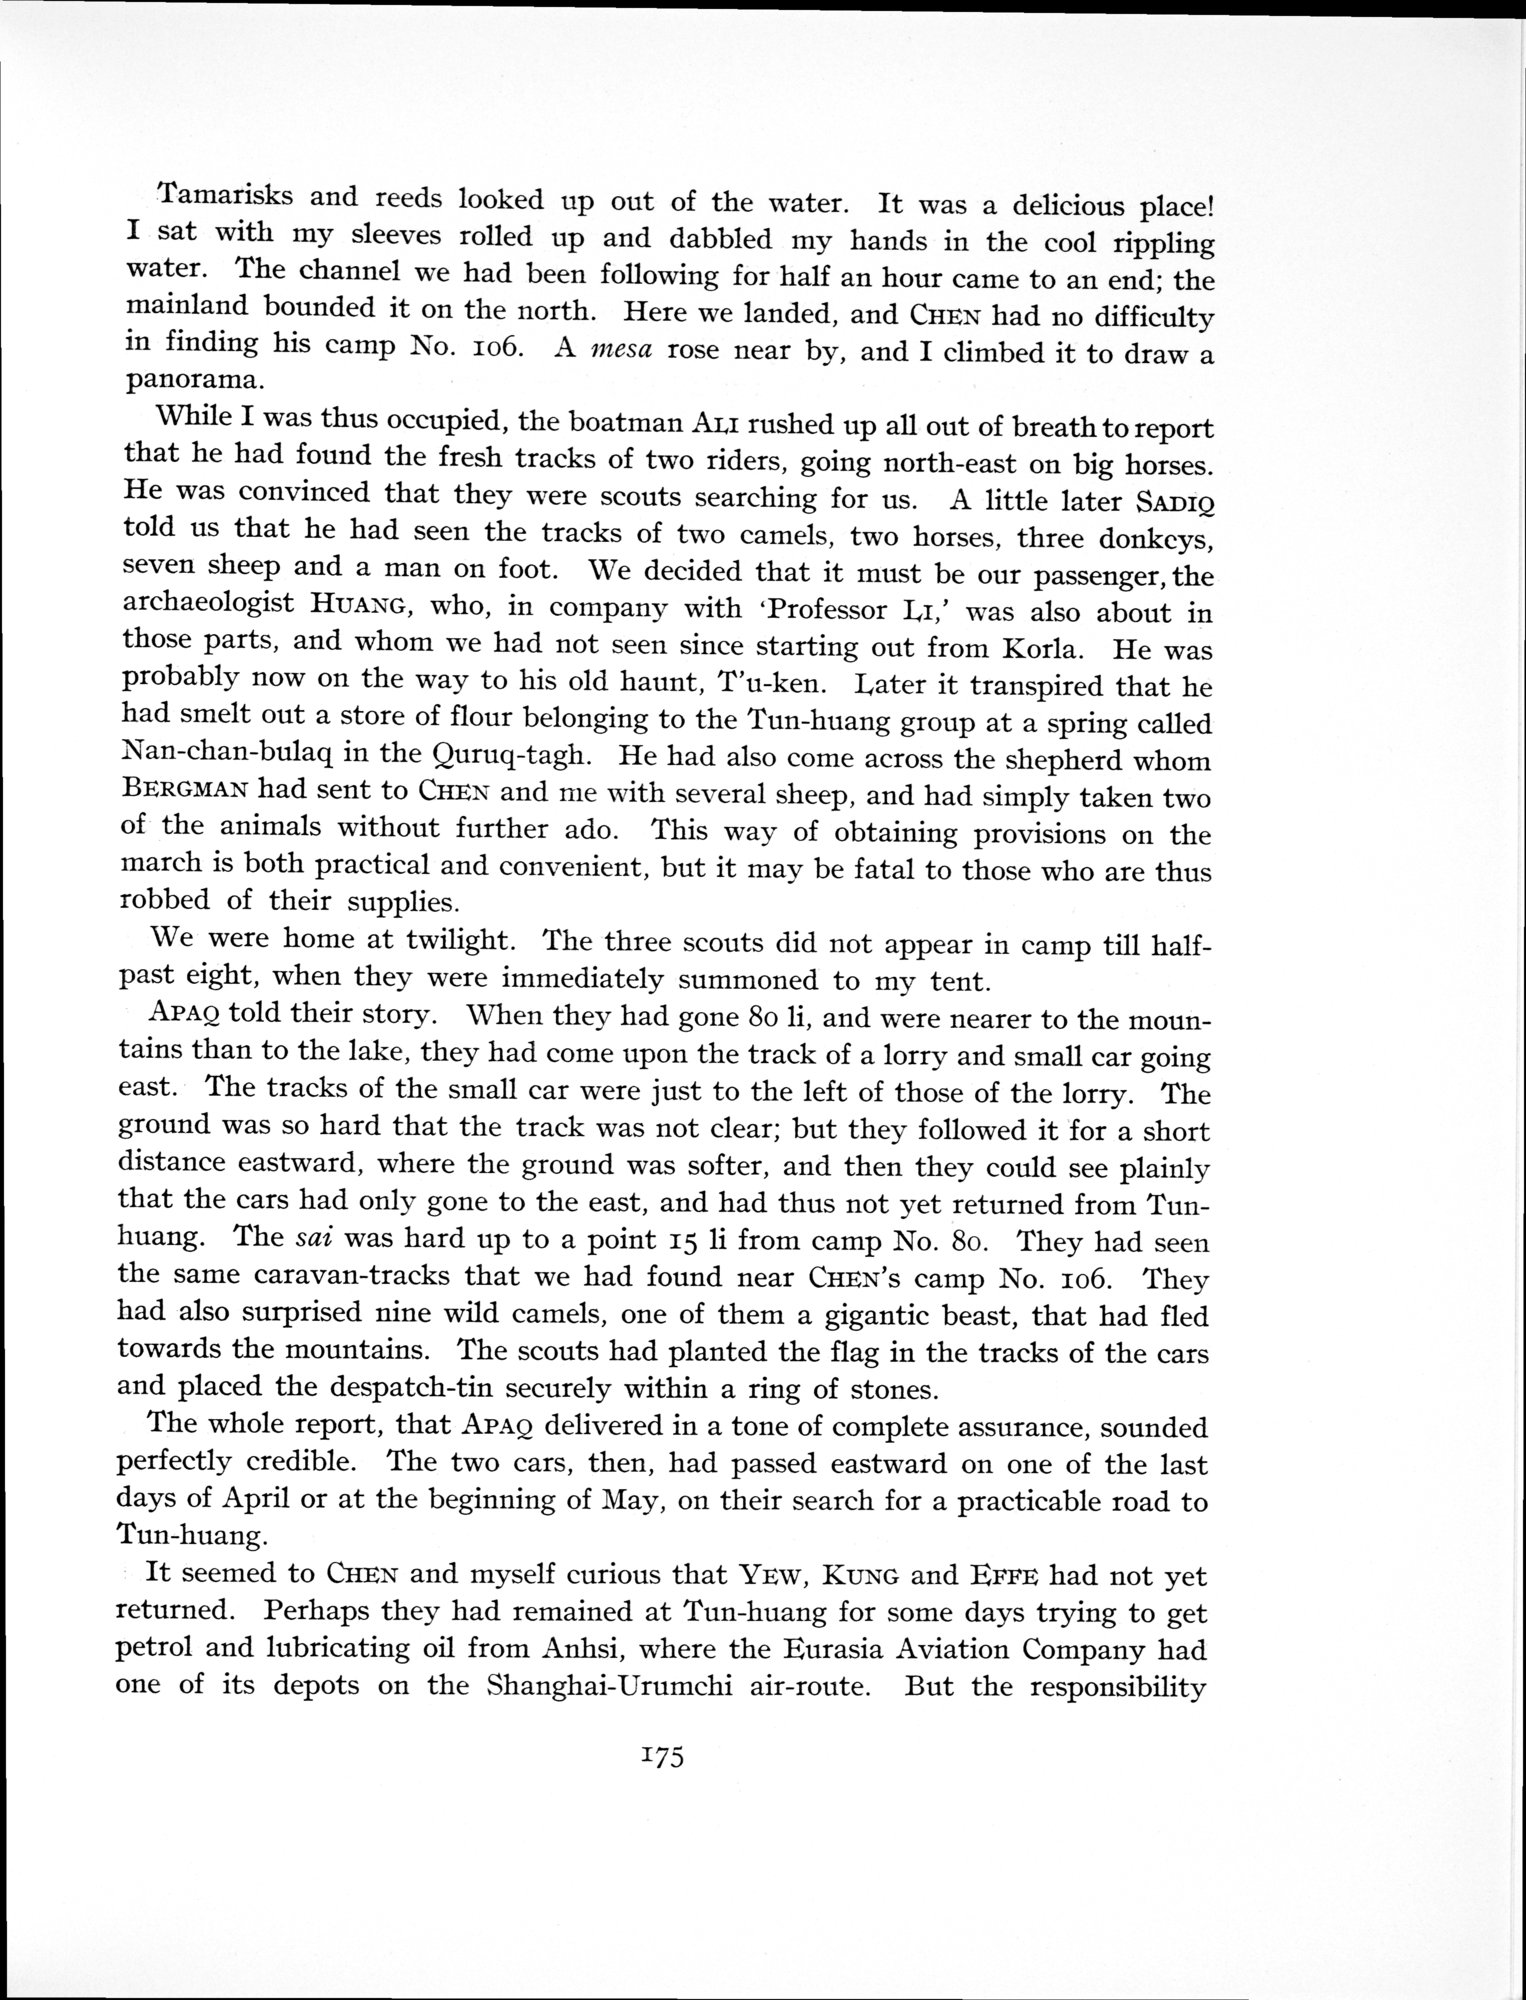 Tamarisks and reeds looked up out of the water. It was a delicious place!
I sat with my sleeves rolled up and dabbled my hands in the cool rippling
water. The channel we had been following for half an hour came to an end; the
mainland bounded it on the north. Here we landed, and CHEN had no difficulty
in finding his camp No. 106. A mesa rose near by, and I climbed it to draw a
panorama.
While I was thus occupied, the boatman ALI rushed up all out of breath to report
that he had found the fresh tracks of two riders, going north-east on big horses.
He was convinced that they were scouts searching for us. A little later SADIQ
told us that he had seen the tracks of two camels, two horses, three donkeys,
seven sheep and a man on foot. We decided that it must be our passenger, the
archaeologist HUANG, who, in company with ‘Professor LI,’ was also about in
those parts, and whom we had not seen since starting out from Korla. He was
probably now on the way to his old haunt, T’u-ken. Later it transpired that he
had smelt out a store of flour belonging to the Tun-huang group at a spring called
Nan-chan-bulaq in the Quruq-tagh. He had also come across the shepherd whom
BERGMAN had sent to CHEN and me with several sheep, and had simply taken two
of the animals without further ado. This way of obtaining provisions on the
march is both practical and convenient, but it may be fatal to those who are thus
robbed of their supplies.
We were home at twilight. The three scouts did not appear in camp till half-
past eight, when they were immediately summoned to my tent.
APAQ told their story. When they had gone 80 li, and were nearer to the moun-
tains than to the lake, they had come upon the track of a lorry and small car going
east. The tracks of the small car were just to the left of those of the lorry. The
ground was so hard that the track was not clear; but they followed it for a short
distance eastward, where the ground was softer, and then they could see plainly
that the cars had only gone to the east, and had thus not yet returned from Tun-
huang. The sai was hard up to a point 15 li from camp No. 80. They had seen
the same caravan-tracks that we had found near CHEN’s camp No. 106. They
had also surprised nine wild camels, one of them a gigantic beast, that had fled
towards the mountains. The scouts had planted the flag in the tracks of the cars
and placed the despatch-tin securely within a ring of stones.
The whole report, that APAQ delivered in a tone of complete assurance, sounded
perfectly credible. The two cars, then, had passed eastward on one of the last
days of April or at the beginning of May, on their search for a practicable road to
Tun-huang.
It seemed to CHEN and myself curious that YEW, KUNG and EFFE had not yet
returned. Perhaps they had remained at Tun-huang for some days trying to get
petrol and lubricating oil from Anhsi, where the Eurasia Aviation Company had
one of its depots on the Shanghai-Urumchi air-route. But the responsibility
175